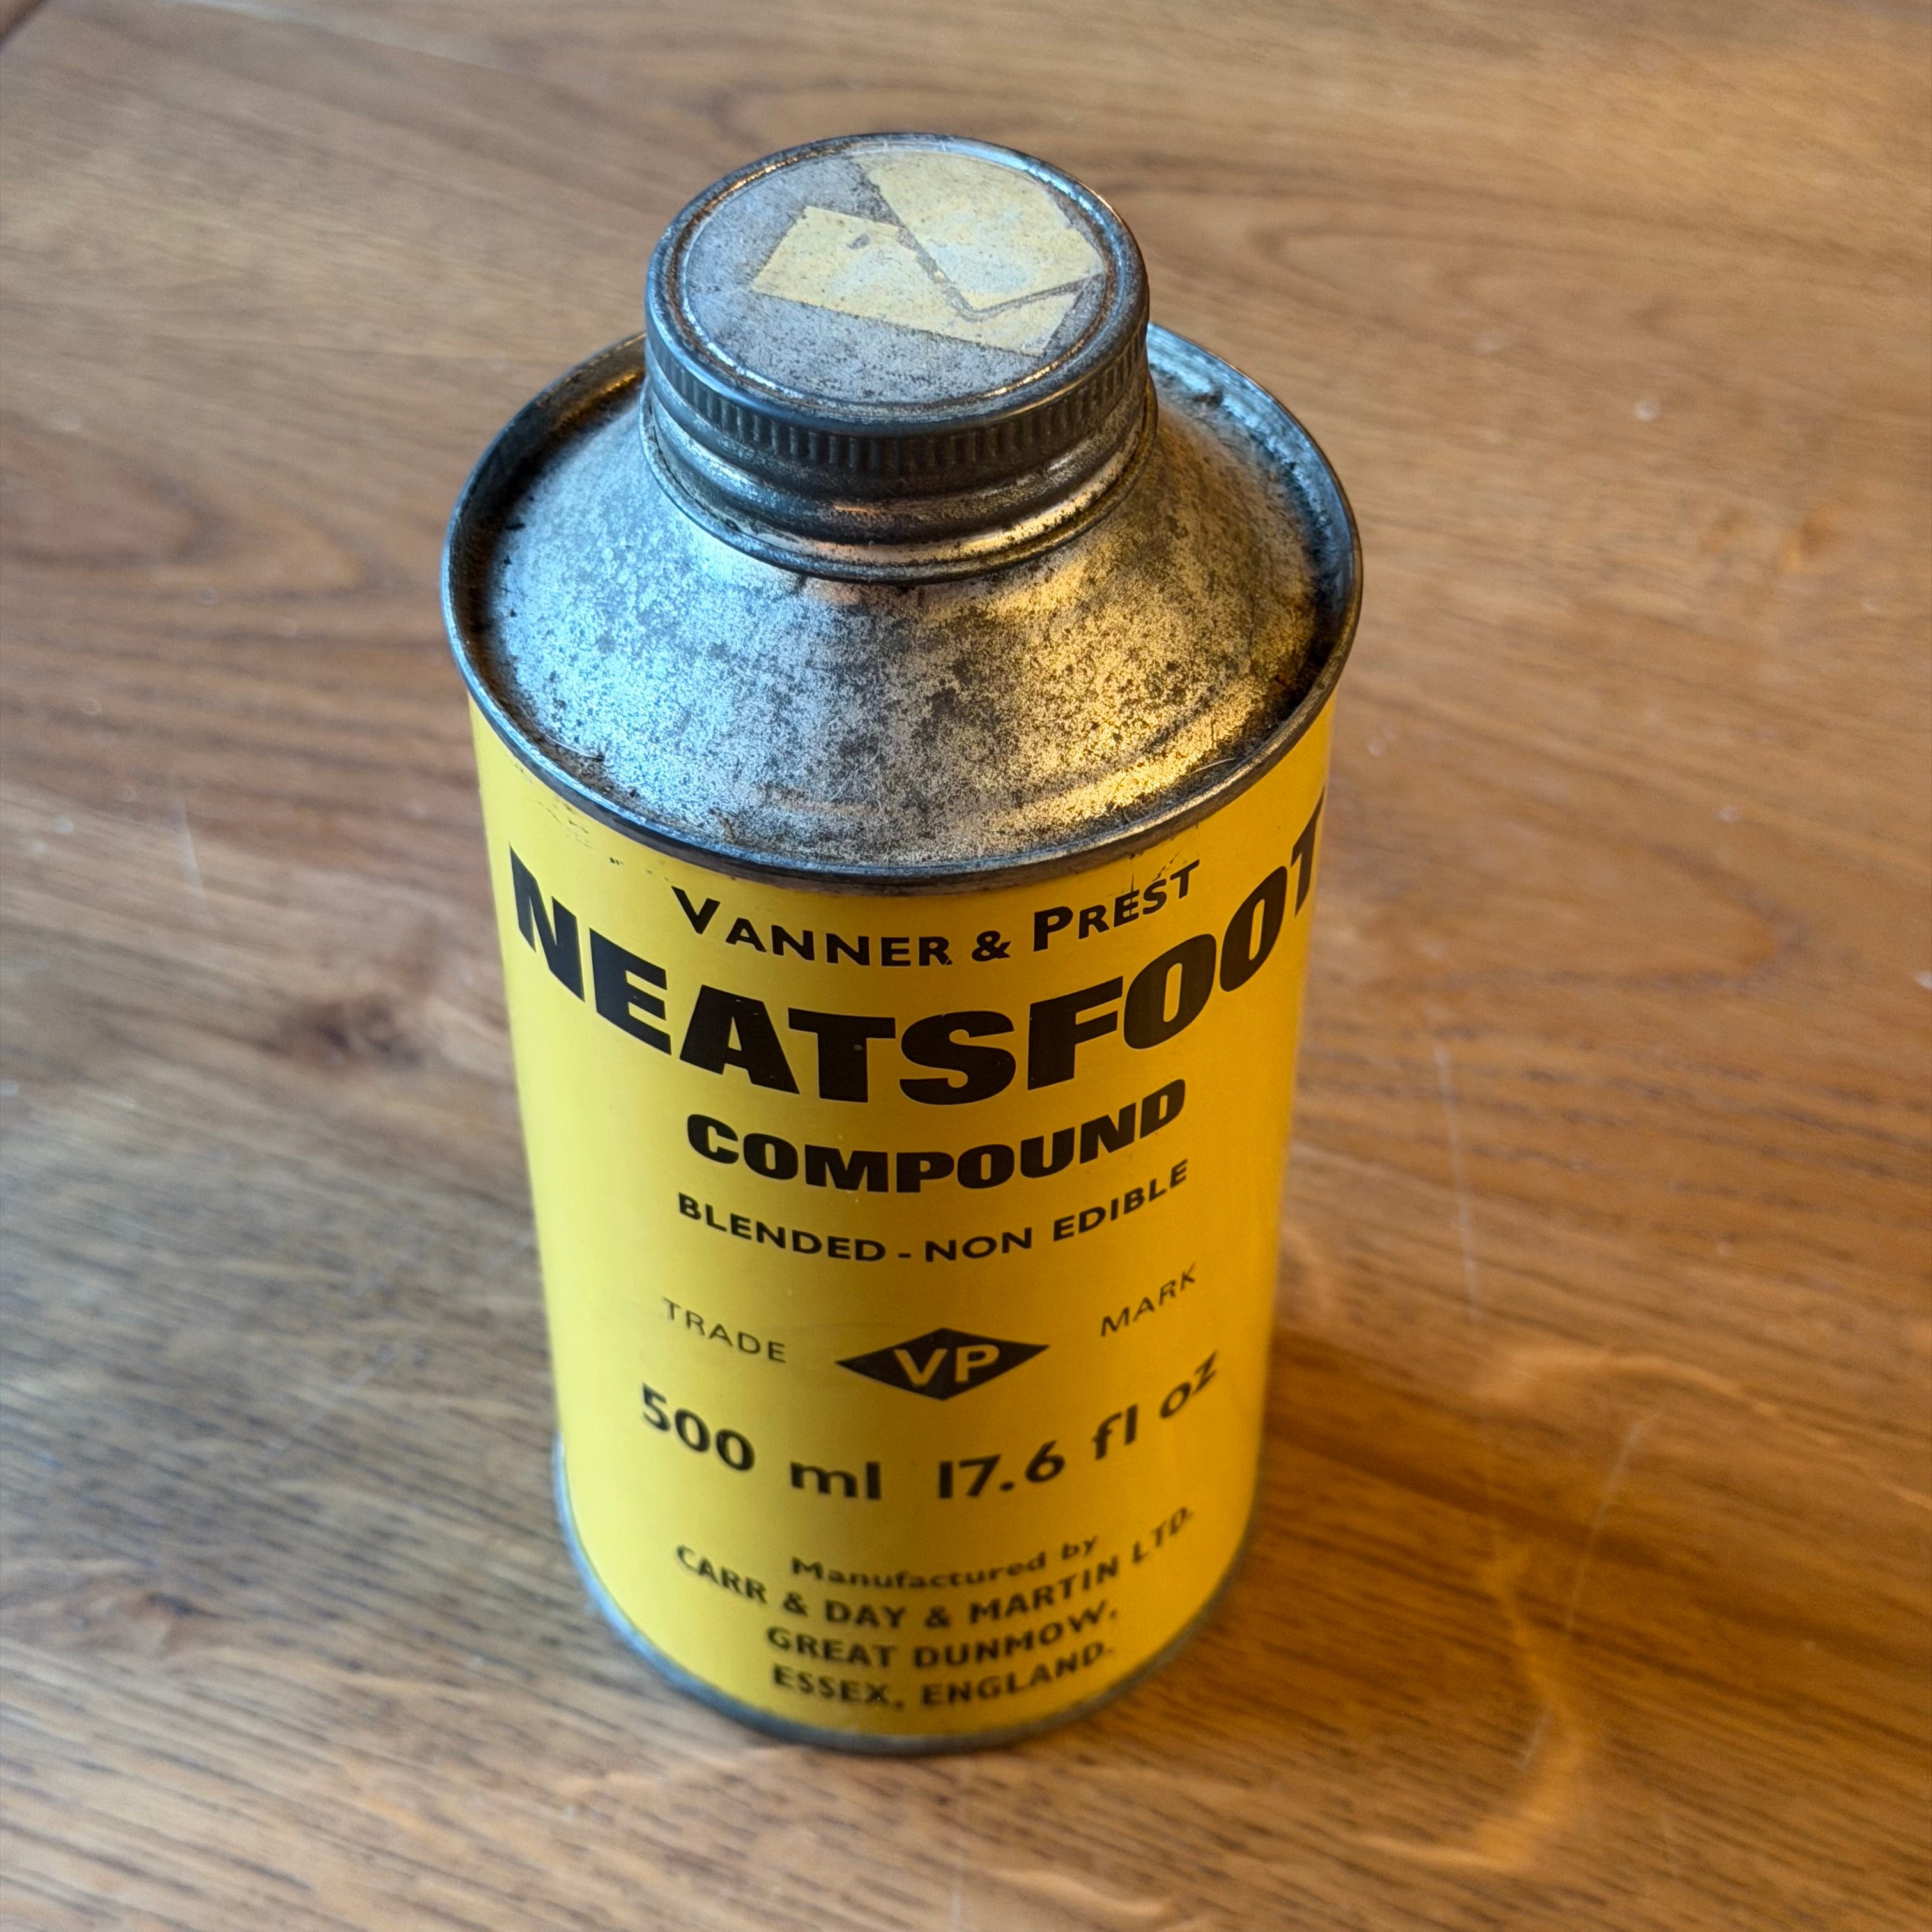 VANNER & PREST
NEATSFOOT
COMPOUND
BLENDED - NON EDIBLE
TRADE VP MARK
500 ml 17.6 fl oz
Manufactured by
CARR & DAY & MARTIN LTD.
GREAT DUNMOW,
ESSEX, ENGLAND.